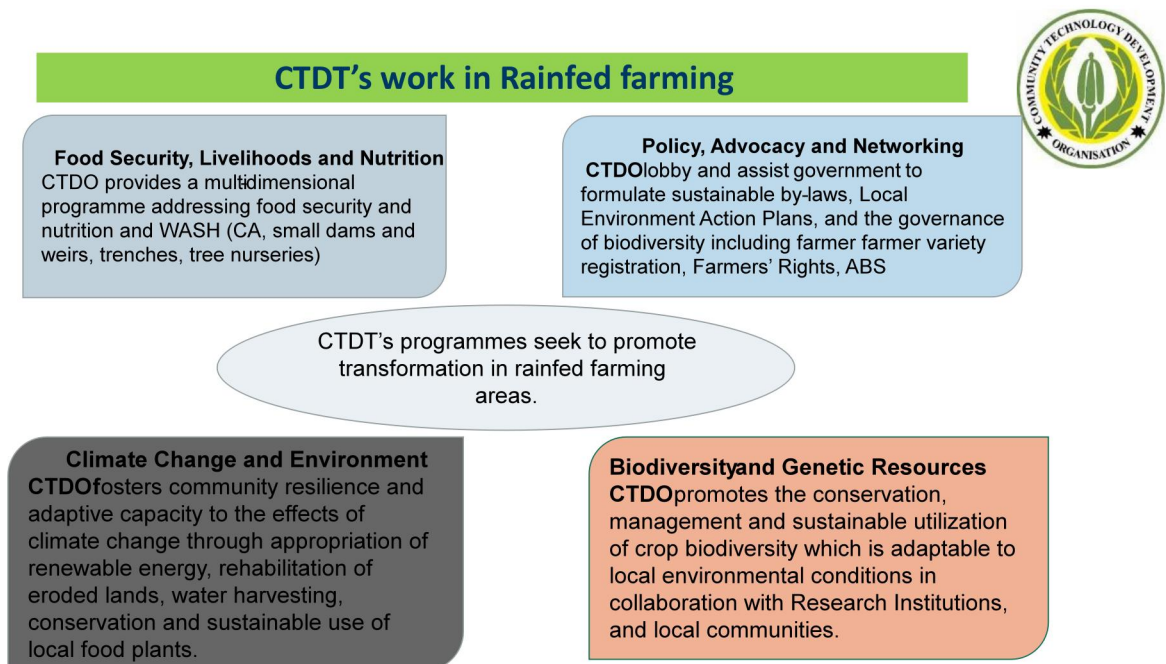 CTDT’s work in Rainfed farming
COMMUNITY TECHNOLOGY DEVELOPMENT
ORGANISATION
Food Security, Livelihoods and Nutrition
CTDO provides a multi-dimensional
programme addressing food security and
nutrition and WASH (CA, small dams and
weirs, trenches, tree nurseries)
Policy, Advocacy and Networking
CTDOlobby and assist government to
formulate sustainable by-laws, Local
Environment Action Plans, and the governance
of biodiversity including farmer farmer variety
registration, Farmers’ Rights, ABS
CTDT’s programmes seek to promote
transformation in rainfed farming
areas.
Climate Change and Environment
CTDOfosters community resilience and
adaptive capacity to the effects of
climate change through appropriation of
renewable energy, rehabilitation of
eroded lands, water harvesting,
conservation and sustainable use of
local food plants.
Biodiversityand Genetic Resources
CTDOpromotes the conservation,
management and sustainable utilization
of crop biodiversity which is adaptable to
local environmental conditions in
collaboration with Research Institutions,
and local communities.